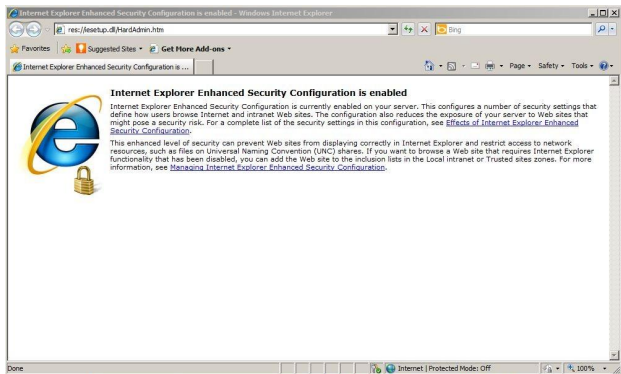 Internet Explorer Enhanced Security Configuration is enabled - Windows Internet Explorer
res://iesetup.dll/HardAdmin.htm
Bing
Favorites Suggested Sites Get More Add-ons
Internet Explorer Enhanced Security Configuration is ...
Page Safety Tools
Internet Explorer Enhanced Security Configuration is enabled
Internet Explorer Enhanced Security Configuration is currently enabled on your server. This configures a number of security settings that
define how users browse Internet and intranet Web sites. The configuration also reduces the exposure of your server to Web sites that
might pose a security risk. For a complete list of the security settings in this configuration, see Effects of Internet Explorer Enhanced
Security Configuration.
This enhanced level of security can prevent Web sites from displaying correctly in Internet Explorer and restrict access to network
resources, such as files on Universal Naming Convention (UNC) shares. If you want to browse a Web site that requires Internet Explorer
functionality that has been disabled, you can add the Web site to the inclusion lists in the Local intranet or Trusted sites zones. For more
information, see Managing Internet Explorer Enhanced Security Configuration.
Done
Internet | Protected Mode: Off
100%